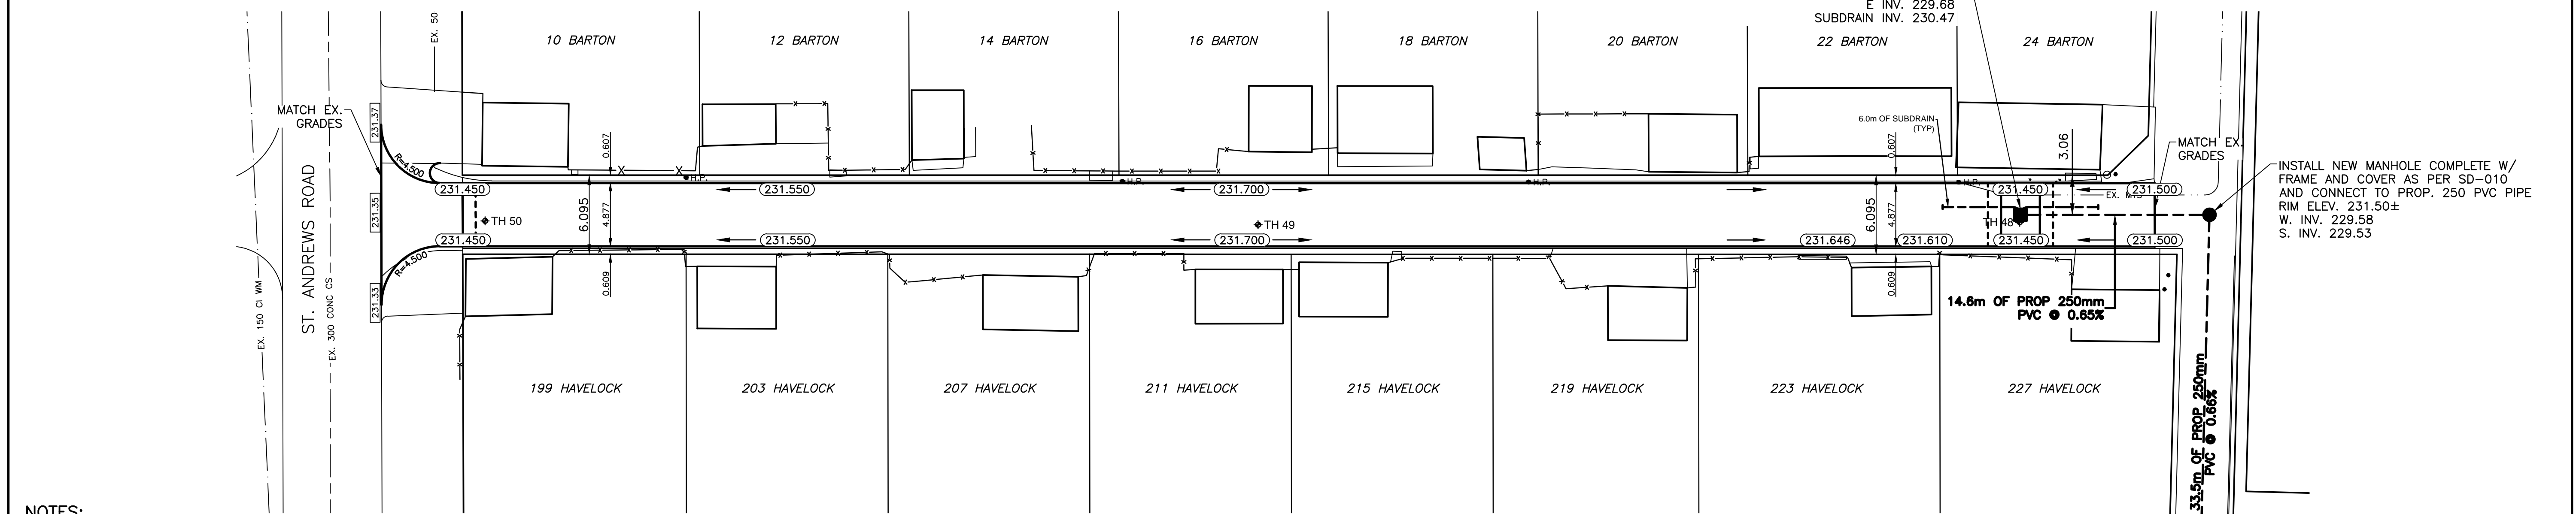 E INV. 229.68
SUBDRAIN INV. 230.47
EX. 50
10 BARTON
12 BARTON
14 BARTON
16 BARTON
18 BARTON
20 BARTON
22 BARTON
24 BARTON
MATCH EX.
GRADES
231.37
R=4.500
0.607
6.0m OF SUBDRAIN
(TYP)
0.607
3.06
MATCH EX.
GRADES
INSTALL NEW MANHOLE COMPLETE W/
FRAME AND COVER AS PER SD-010
AND CONNECT TO PROP. 250 PVC PIPE
RIM ELEV. 231.50±
W. INV. 229.58
S. INV. 229.53
H.P.
H.P.
H.P.
H.P.
231.450
231.550
231.700
231.450
231.500
EX. MTS
ST. ANDREWS ROAD
231.35
TH 50
6.095
4.877
TH 49
6.095
4.877
TH 48
231.450
231.550
231.700
231.646
231.610
231.450
231.500
R=4.500
231.33
0.609
0.609
EX. 150 CI WM
EX. 300 CONC CS
14.6m OF PROP 250mm
PVC @ 0.65%
199 HAVELOCK
203 HAVELOCK
207 HAVELOCK
211 HAVELOCK
215 HAVELOCK
219 HAVELOCK
223 HAVELOCK
227 HAVELOCK
33.5m OF PROP 250mm
PVC @ 0.66%
NOTES: